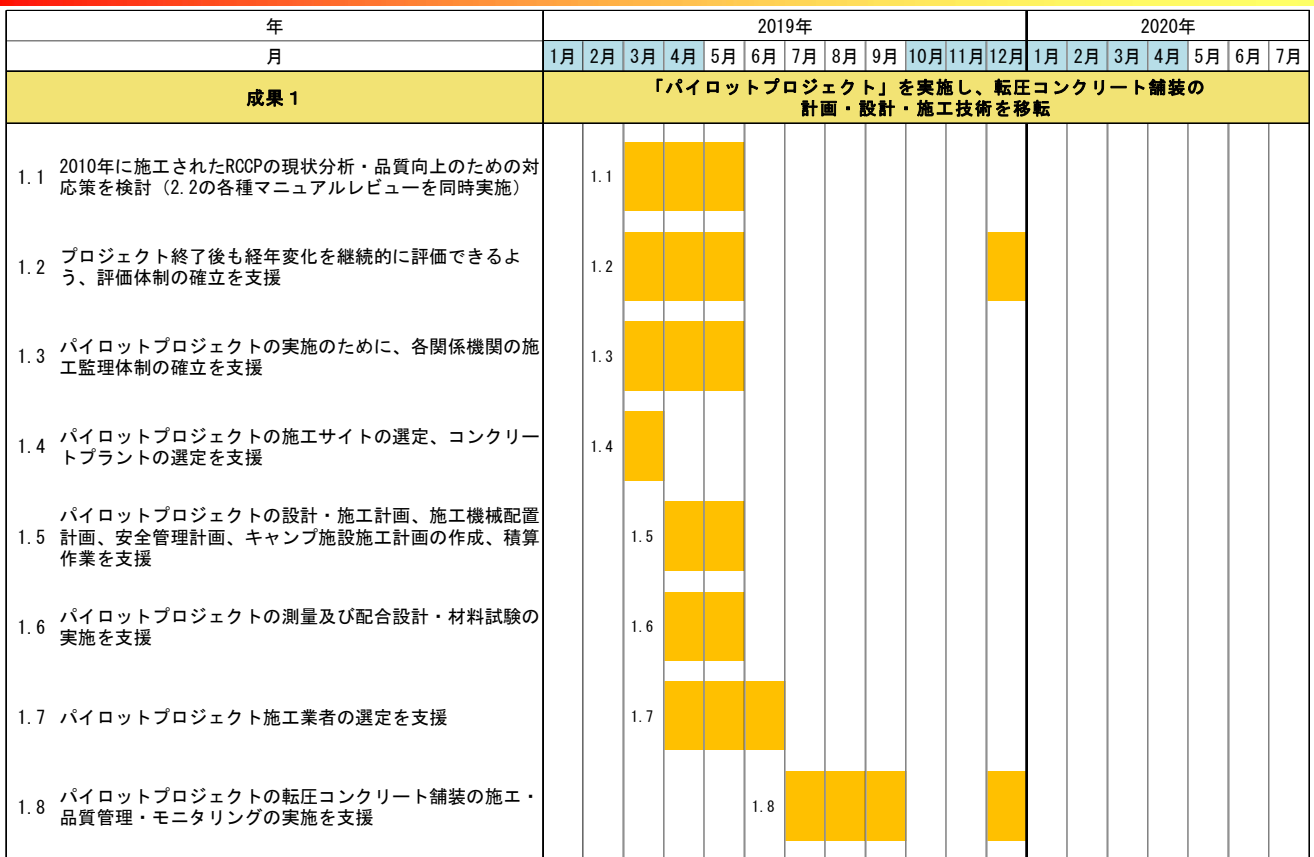 年 2019年 2020年
月 1月 2月 3月 4月 5月 6月 7月 8月 9月 10月 11月 12月 1月 2月 3月 4月 5月 6月 7月
成果１ 「パイロットプロジェクト」を実施し、転圧コンクリート舗装の
計画・設計・施工技術を移転
1.1 2010年に施工されたRCCPの現状分析・品質向上のための対
応策を検討（2.2の各種マニュアルレビューを同時実施）
1.1
1.2 プロジェクト終了後も経年変化を継続的に評価できるよ
う、評価体制の確立を支援
1.2
1.3 パイロットプロジェクトの実施のために、各関係機関の施
工監理体制の確立を支援
1.3
1.4 パイロットプロジェクトの施工サイトの選定、コンクリー
トプラントの選定を支援
1.4
パイロットプロジェクトの設計・施工計画、施工機械配置
1.5 計画、安全管理計画、キャンプ施設施工計画の作成、積算
作業を支援
1.5
1.6 パイロットプロジェクトの測量及び配合設計・材料試験の
実施を支援
1.6
1.7 パイロットプロジェクト施工業者の選定を支援
1.7
1.8 パイロットプロジェクトの転圧コンクリート舗装の施工・
品質管理・モニタリングの実施を支援
1.8